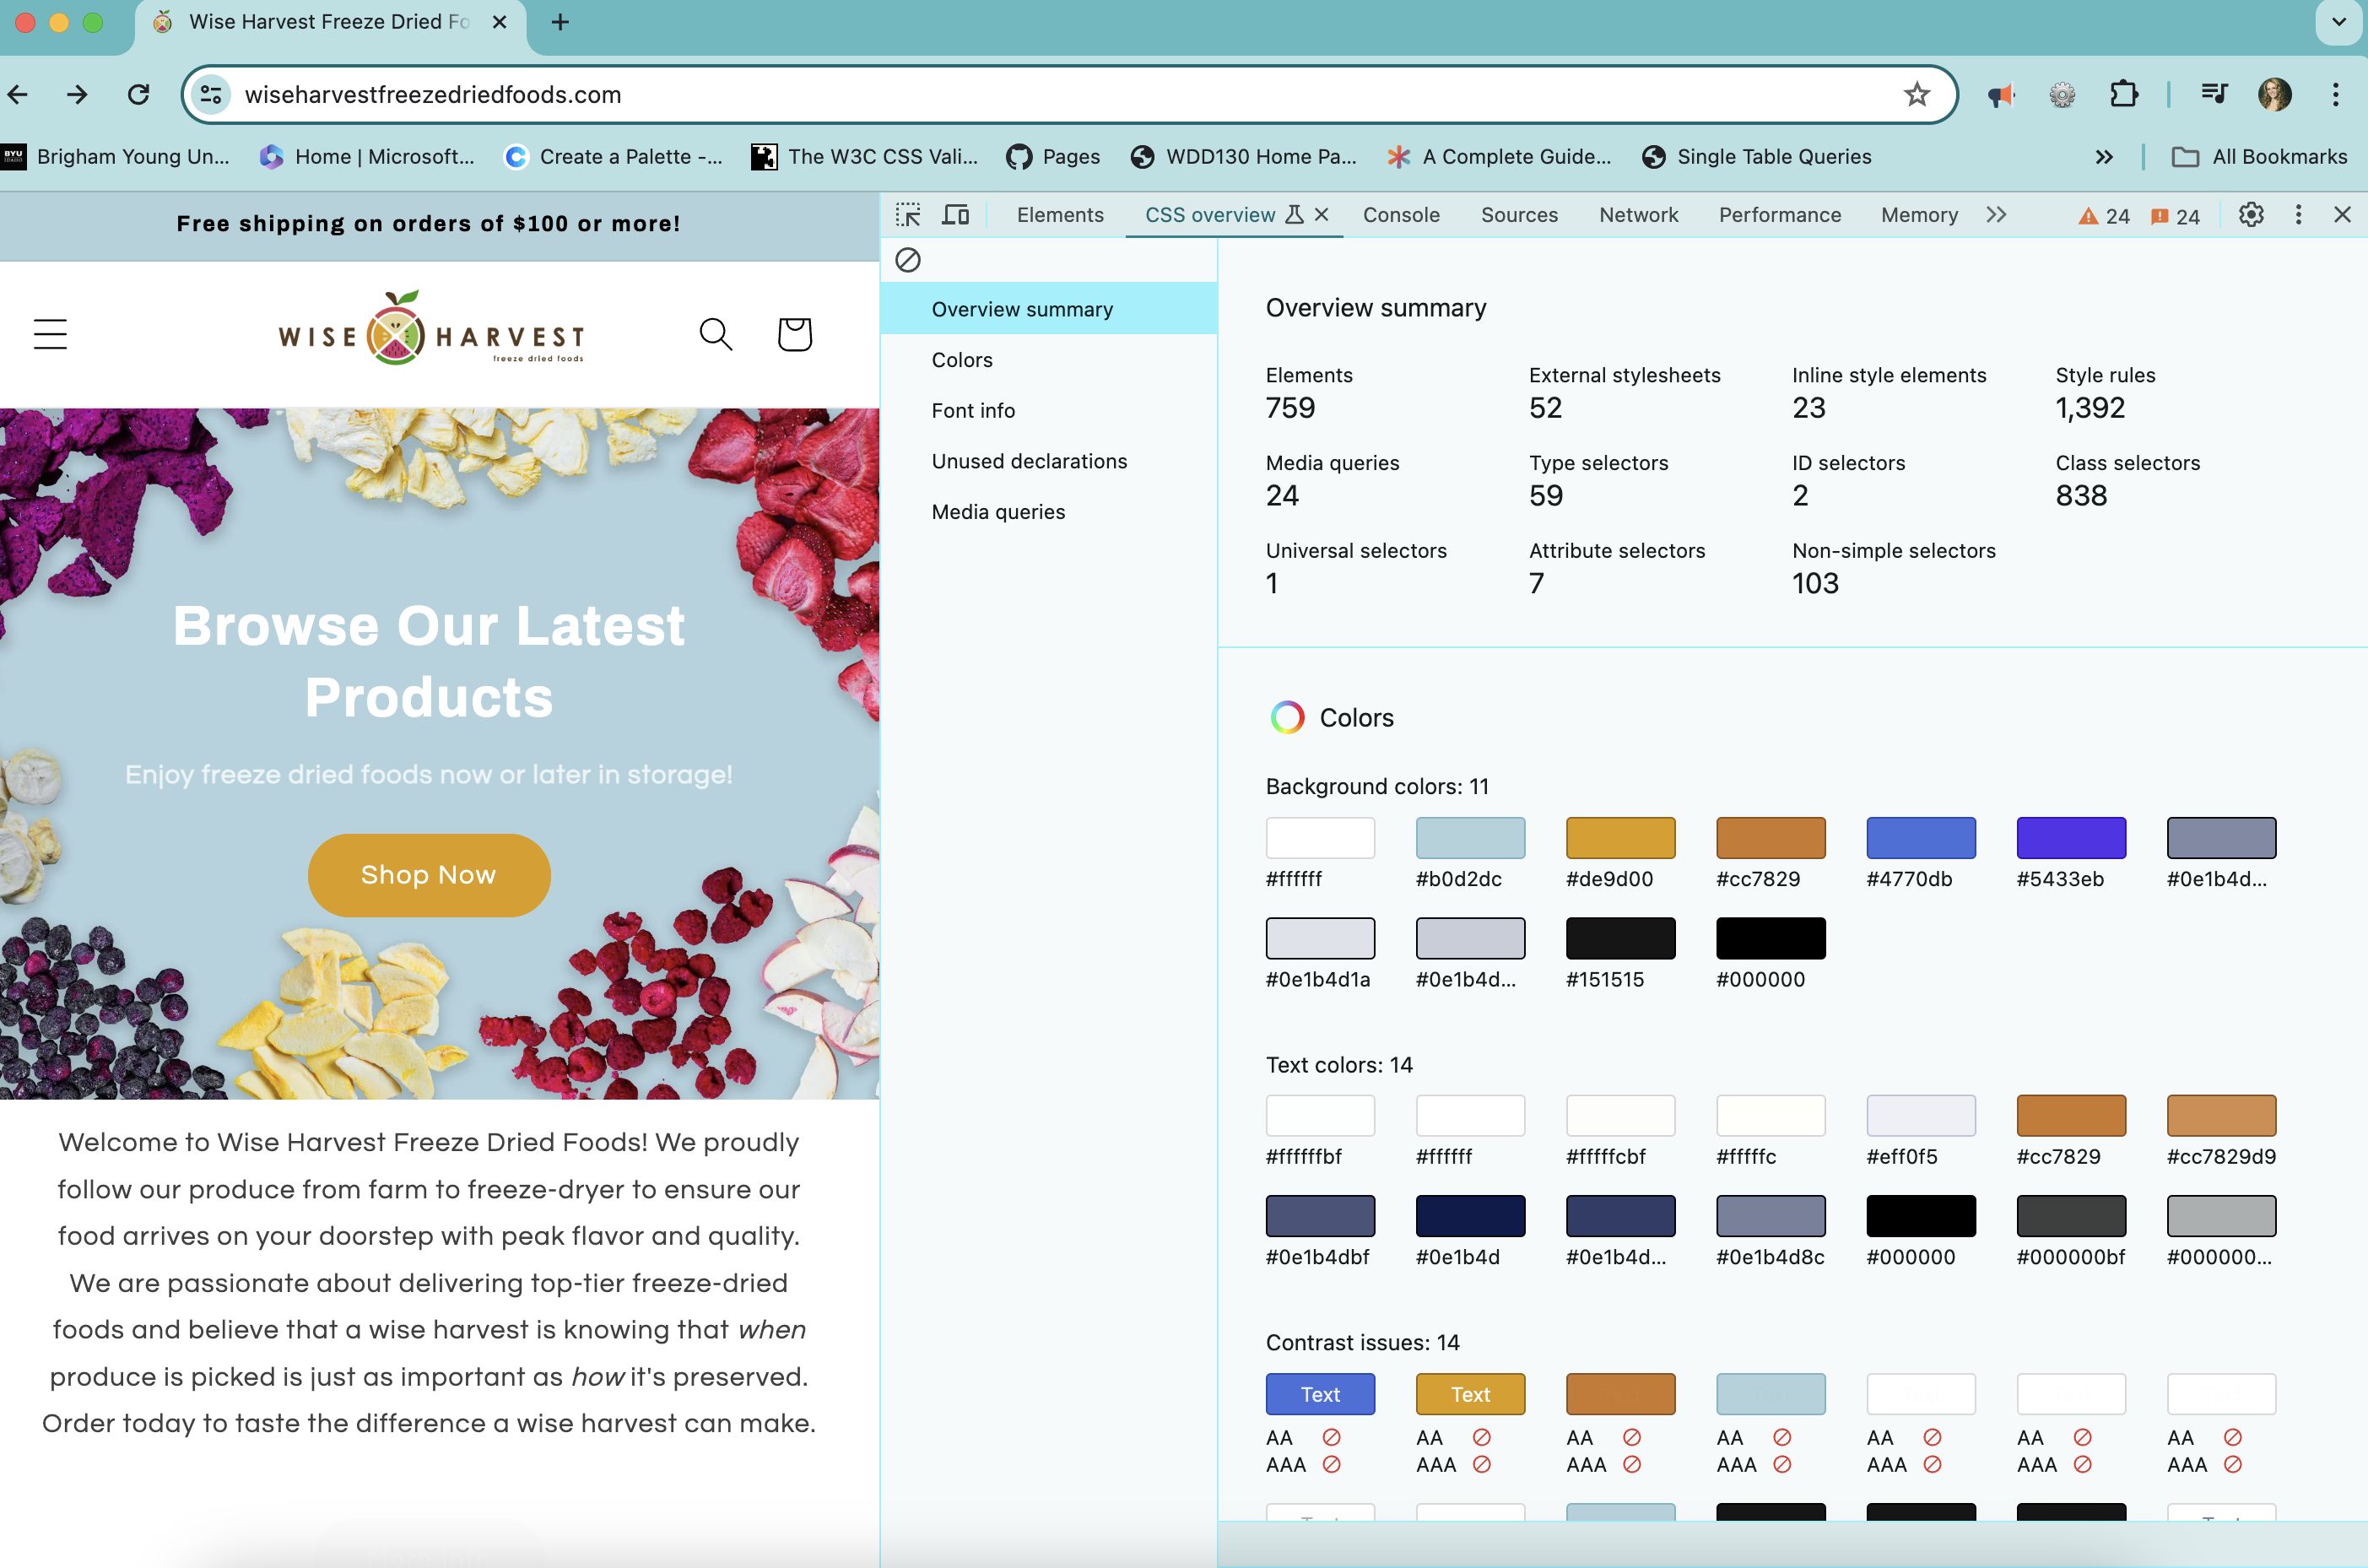 Wise Harvest Freeze Dried Fo
wiseharvestfreezedriedfoods.com
BYU
IDAHO
Brigham Young Un...
Home | Microsoft...
Create a Palette -...
The W3C CSS Vali...
Pages
WDD130 Home Pa...
A Complete Guide...
Single Table Queries
All Bookmarks
Free shipping on orders of $100 or more!
WISE HARVEST
freeze dried foods
Browse Our Latest
Products
Enjoy freeze dried foods now or later in storage!
Shop Now
Welcome to Wise Harvest Freeze Dried Foods! We proudly
follow our produce from farm to freeze-dryer to ensure our
food arrives on your doorstep with peak flavor and quality.
We are passionate about delivering top-tier freeze-dried
foods and believe that a wise harvest is knowing that when
produce is picked is just as important as how it's preserved.
Order today to taste the difference a wise harvest can make.
Elements CSS overview Console Sources Network Performance Memory 24 24
Overview summary
Colors
Font info
Unused declarations
Media queries
Overview summary
Elements External stylesheets Inline style elements Style rules
759 52 23 1,392
Media queries Type selectors ID selectors Class selectors
24 59 2 838
Universal selectors Attribute selectors Non-simple selectors
1 7 103
Colors
Background colors: 11
#ffffff #b0d2dc #de9d00 #cc7829 #4770db #5433eb #0e1b4d...
#0e1b4d1a #0e1b4d... #151515 #000000
Text colors: 14
#ffffffbf #ffffff #fffffcbf #fffffc #eff0f5 #cc7829 #cc7829d9
#0e1b4dbf #0e1b4d #0e1b4d... #0e1b4d8c #000000 #000000bf #000000...
Contrast issues: 14
Text Text
AA AA AA AA AA AA AA
AAA AAA AAA AAA AAA AAA AAA